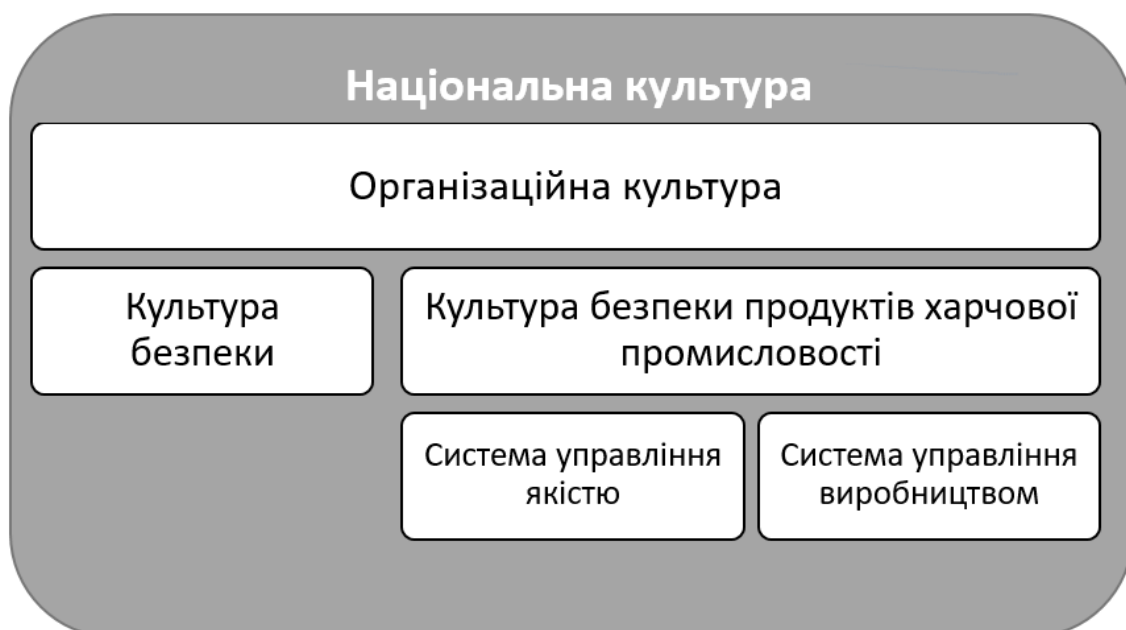 Національна культура
Організаційна культура
Культура
безпеки
Культура безпеки продуктів харчової
промисловості
Система управління
якістю
Система управління
виробництвом